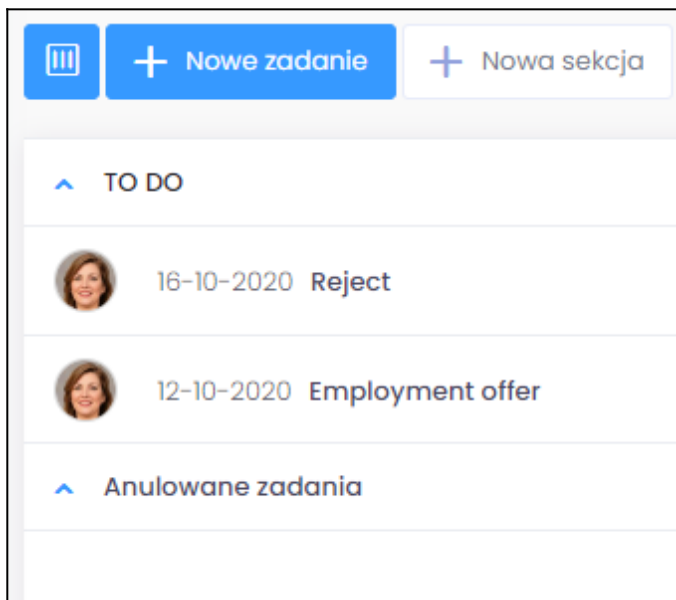 Nowe zadanie Nowa sekcja
TO DO
16-10-2020 Reject
12-10-2020 Employment offer
Anulowane zadania